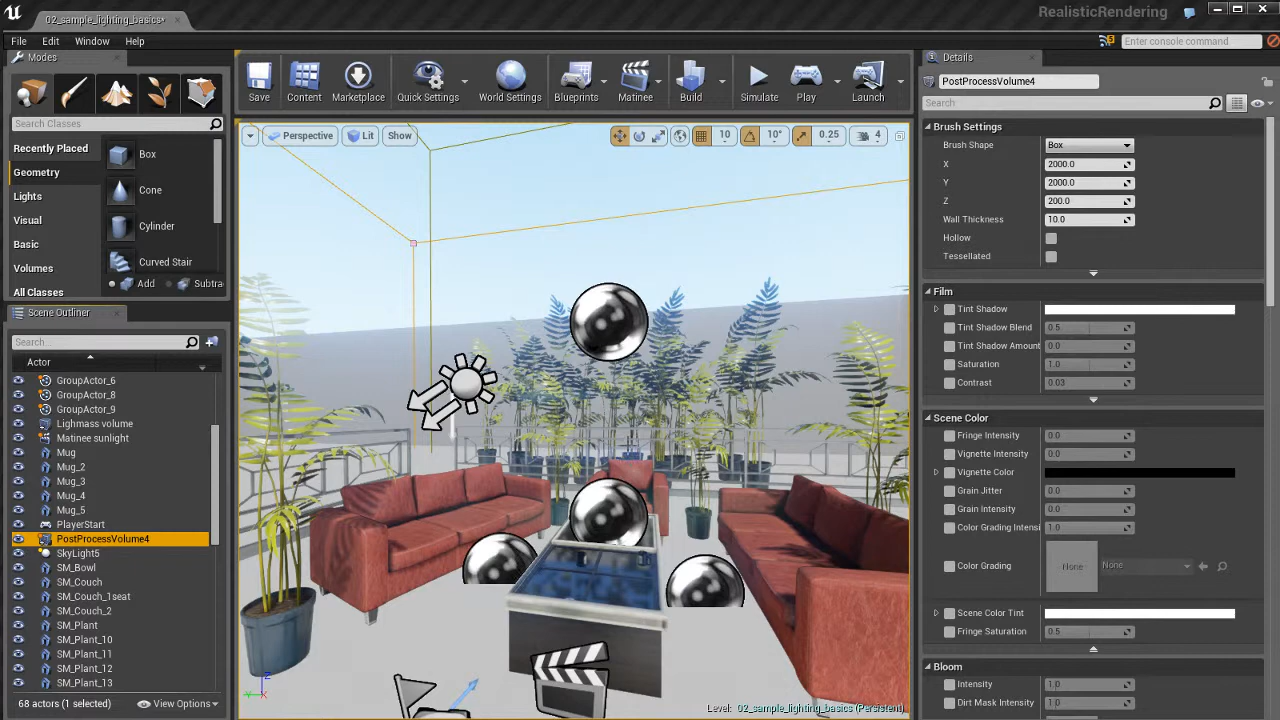 02_sample_lighting_basics*
RealisticRendering
File Edit Window Help
5
Enter console command
Modes
Search Classes
Recently Placed
Geometry
Lights
Visual
Basic
Volumes
All Classes
Box
Cone
Cylinder
Curved Stair
Add
Subtra
Scene Outliner
Search...
Actor
GroupActor_6
GroupActor_8
GroupActor_9
Lighmass volume
Matinee sunlight
Mug
Mug_2
Mug_3
Mug_4
Mug_5
PlayerStart
PostProcessVolume4
SkyLight5
SM_Bowl
SM_Couch
SM_Couch_1seat
SM_Couch_2
SM_Plant
SM_Plant_10
SM_Plant_11
SM_Plant_12
SM_Plant_13
68 actors (1 selected)
View Options
Save Content Marketplace Quick Settings World Settings Blueprints Matinee Build Simulate Play Launch
Perspective Lit Show
10 10° 0.25 4
Z
Y X
Level: 02_sample_lighting_basics (Persistent)
Details
PostProcessVolume4
Search
Brush Settings
Brush Shape Box
X 2000.0
Y 2000.0
Z 200.0
Wall Thickness 10.0
Hollow
Tessellated
Film
Tint Shadow
Tint Shadow Blend 0.5
Tint Shadow Amount 0.0
Saturation 1.0
Contrast 0.03
Scene Color
Fringe Intensity 0.0
Vignette Intensity 0.0
Vignette Color
Grain Jitter 0.0
Grain Intensity 0.0
Color Grading Intensi 1.0
Color Grading None None
Scene Color Tint
Fringe Saturation 0.5
Bloom
Intensity 1.0
Dirt Mask Intensity 1.0